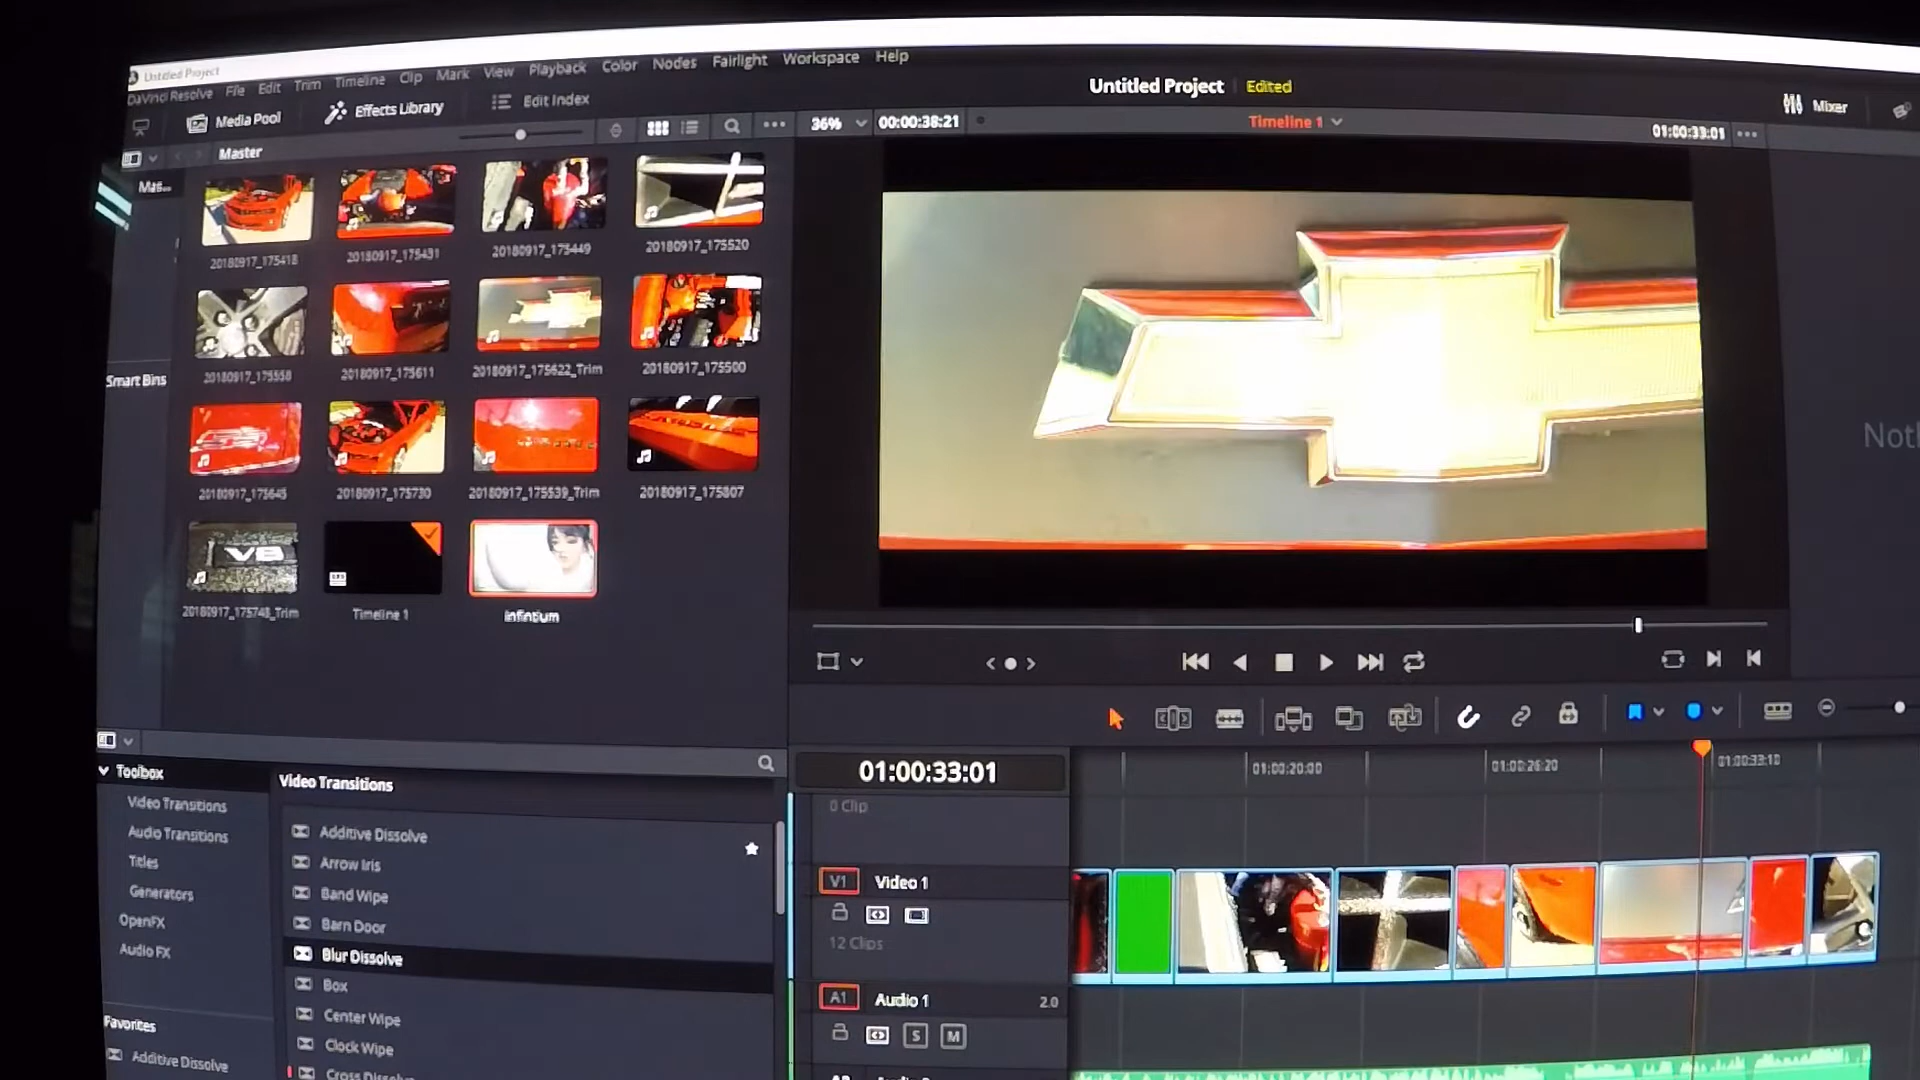 Untitled Project
DaVinci Resolve File Edit Trim Timeline Clip Mark View Playback Color Nodes Fairlight Workspace Help
Media Pool Effects Library Edit Index
Untitled Project Edited
Mixer
36% 00:00:38:21 Timeline 1 01:00:33:01
Master
Mas...
20180917_175418 20180917_175431 20180917_175449 20180917_175520
20180917_175558 20180917_175611 20180917_175622_Trim 20180917_175500
Smart Bins
20180917_175645 20180917_175730 20180917_175539_Trim 20180917_175807
V8
20180917_175748_Trim Timeline 1 infintium
Toolbox
Video Transitions
Audio Transitions
Titles
Generators
OpenFX
Audio FX
Favorites
Additive Dissolve
Video Transitions
Additive Dissolve
Arrow Iris
Band Wipe
Barn Door
Blur Dissolve
Box
Center Wipe
Clock Wipe
01:00:33:01
01:00:20:00 01:00:26:20 01:00:33:10
0 Clip
V1 Video 1
12 Clips
A1 Audio 1 2.0
S M